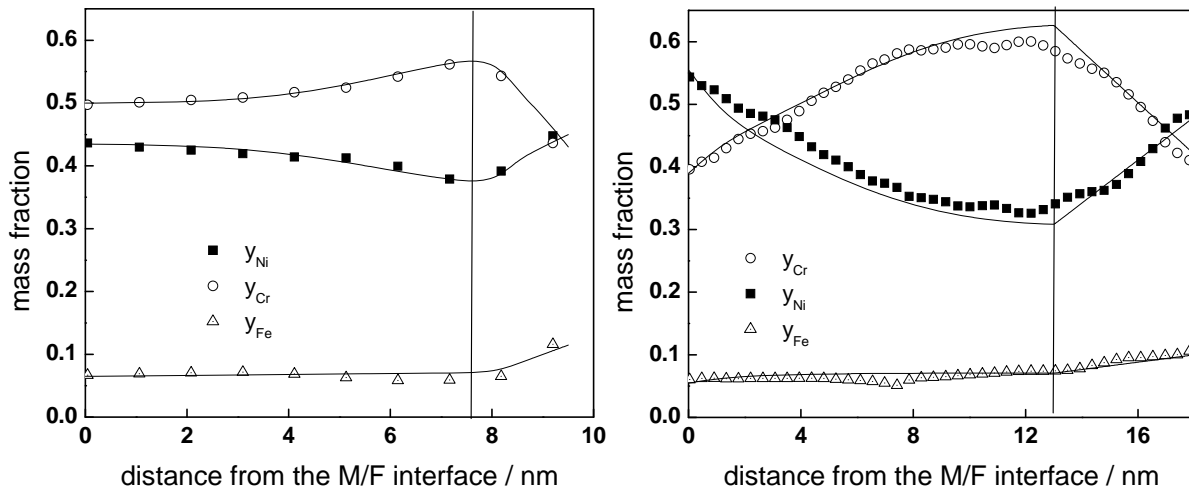 mass fraction
0.6
0.5
0.4
0.3
0.2
0.1
0.0
y_Ni
y_Cr
y_Fe
0 2 4 6 8 10
distance from the M/F interface / nm
mass fraction
0.6
0.5
0.4
0.3
0.2
0.1
0.0
y_Cr
y_Ni
y_Fe
0 4 8 12 16
distance from the M/F interface / nm